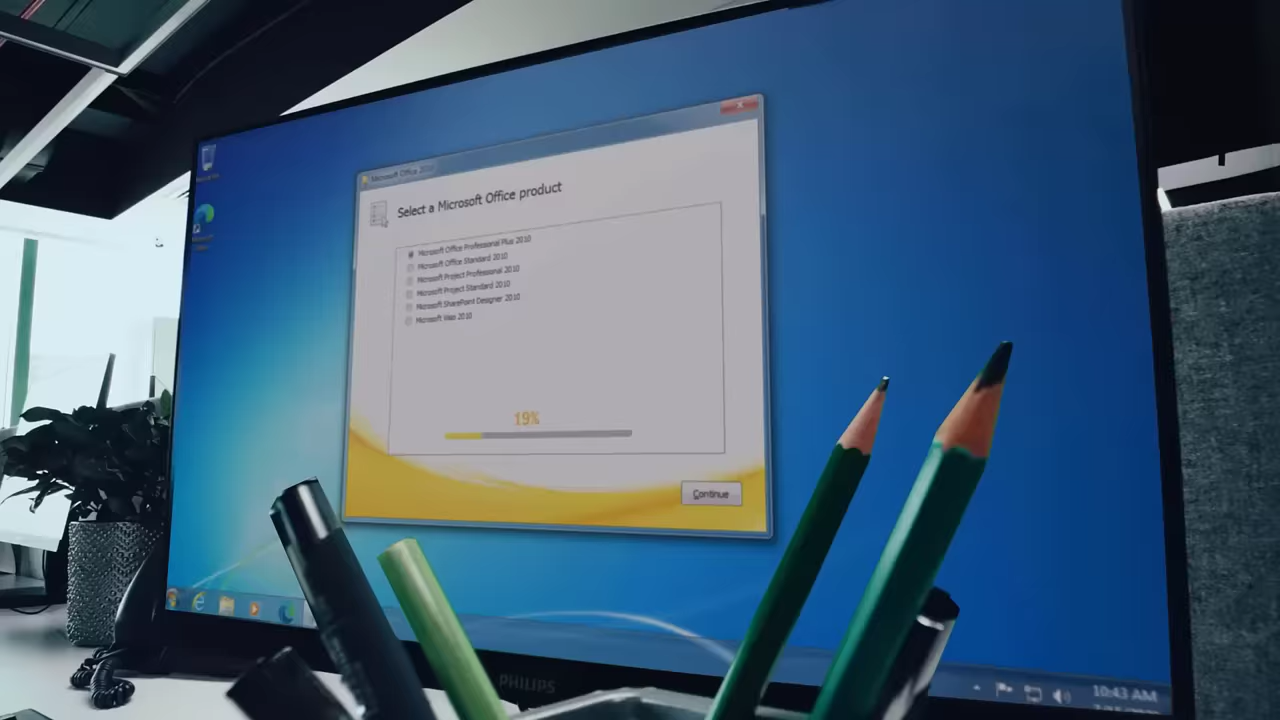 Microsoft Office 2010
Select a Microsoft Office product
Microsoft Office Professional Plus 2010
Microsoft Office Standard 2010
Microsoft Project Professional 2010
Microsoft Project Standard 2010
Microsoft SharePoint Designer 2010
Microsoft Visio 2010
19%
Continue
PHILIPS
10:43 AM